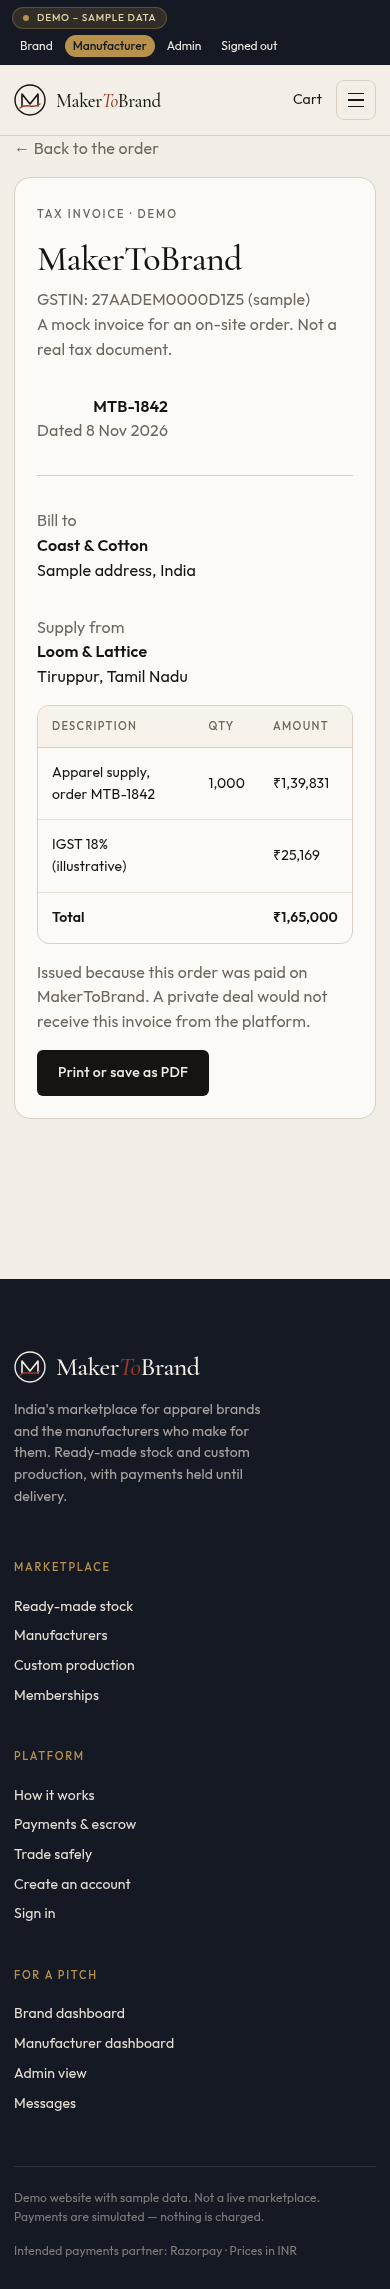 DEMO – SAMPLE DATA
Brand Manufacturer Admin Signed out
MakerToBrand Cart
← Back to the order
TAX INVOICE · DEMO
MakerToBrand
GSTIN: 27AADEM0000D1Z5 (sample)
A mock invoice for an on-site order. Not a
real tax document.
MTB-1842
Dated 8 Nov 2026
Bill to
Coast & Cotton
Sample address, India
Supply from
Loom & Lattice
Tiruppur, Tamil Nadu
DESCRIPTION QTY AMOUNT
Apparel supply,
order MTB-1842 1,000 ₹1,39,831
IGST 18%
(illustrative) ₹25,169
Total ₹1,65,000
Issued because this order was paid on
MakerToBrand. A private deal would not
receive this invoice from the platform.
Print or save as PDF
MakerToBrand
India's marketplace for apparel brands
and the manufacturers who make for
them. Ready-made stock and custom
production, with payments held until
delivery.
MARKETPLACE
Ready-made stock
Manufacturers
Custom production
Memberships
PLATFORM
How it works
Payments & escrow
Trade safely
Create an account
Sign in
FOR A PITCH
Brand dashboard
Manufacturer dashboard
Admin view
Messages
Demo website with sample data. Not a live marketplace.
Payments are simulated — nothing is charged.
Intended payments partner: Razorpay · Prices in INR